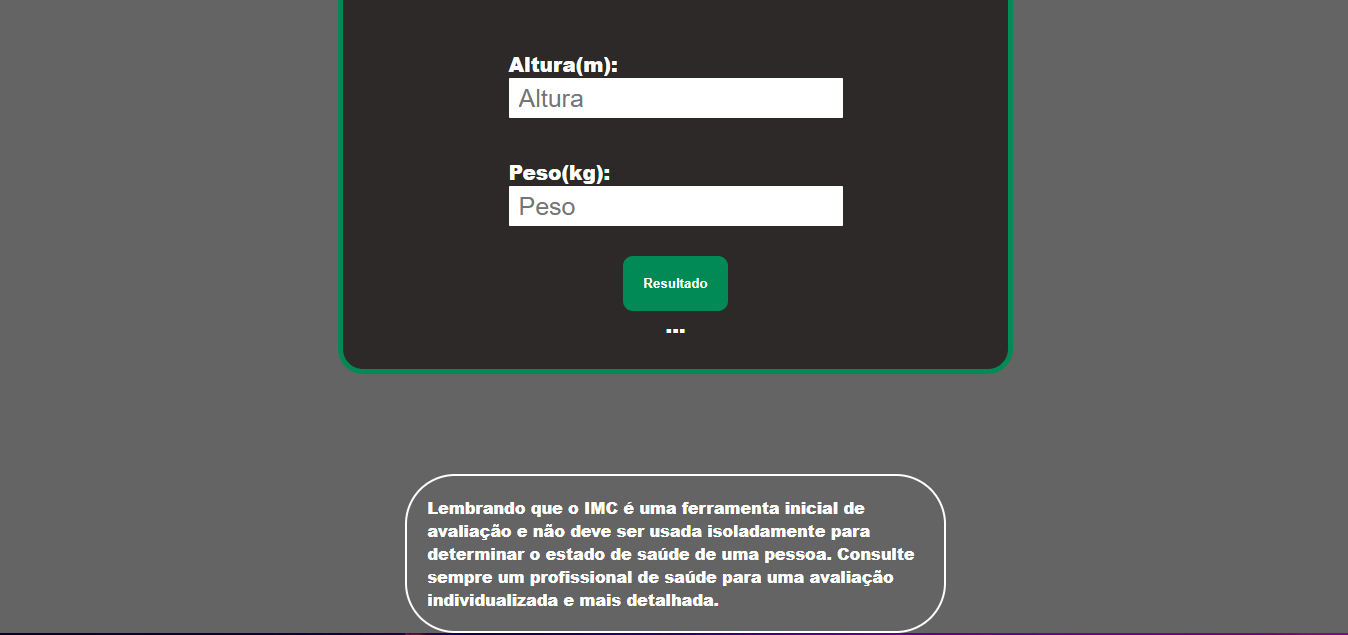 Altura(m):
Altura
Peso(kg):
Peso
Resultado
...
Lembrando que o IMC é uma ferramenta inicial de
avaliação e não deve ser usada isoladamente para
determinar o estado de saúde de uma pessoa. Consulte
sempre um profissional de saúde para uma avaliação
individualizada e mais detalhada.